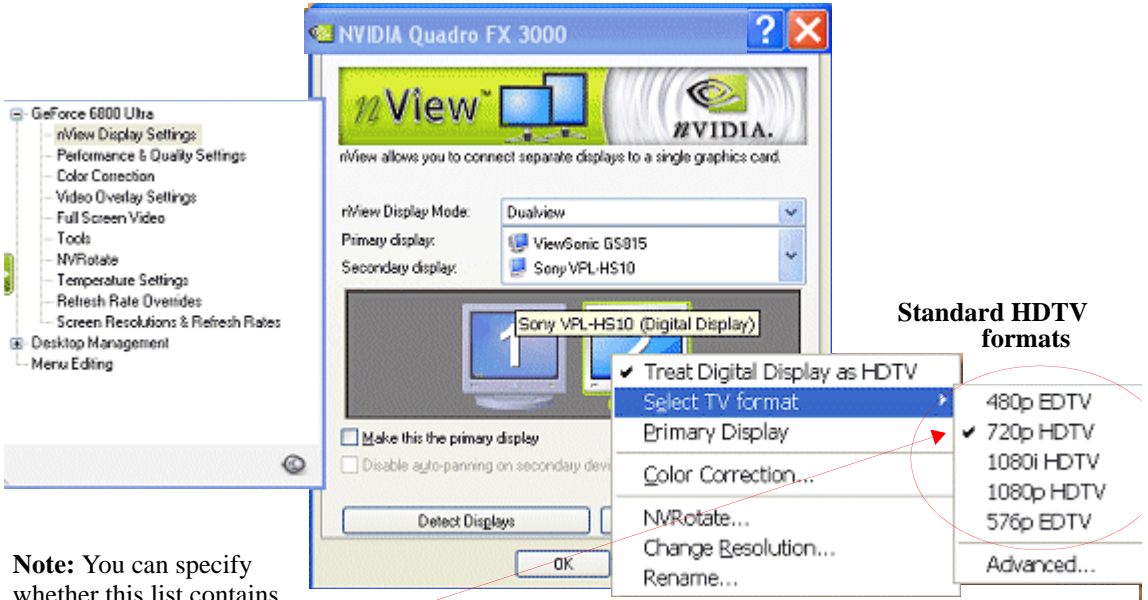 NVIDIA Quadro FX 3000
nView™
NVIDIA.
nView allows you to connect separate displays to a single graphics card.
GeForce 6800 Ultra
nView Display Settings
Performance & Quality Settings
Color Correction
Video Overlay Settings
Full Screen Video
Tools
NVRotate
Temperature Settings
Refresh Rate Overrides
Screen Resolutions & Refresh Rates
Desktop Management
Menu Editing
nView Display Mode: Dualview
Primary display: ViewSonic GS815
Secondary display: Sony VPL-HS10
1
2
Sony VPL-HS10 (Digital Display)
Standard HDTV
formats
Treat Digital Display as HDTV
Select TV format
Primary Display
Color Correction...
NVRotate...
Change Resolution...
Rename...
480p EDTV
720p HDTV
1080i HDTV
1080p HDTV
576p EDTV
Advanced...
Make this the primary display
Disable auto-panning on secondary devi
Detect Displays
OK
Note: You can specify
whether this list contains